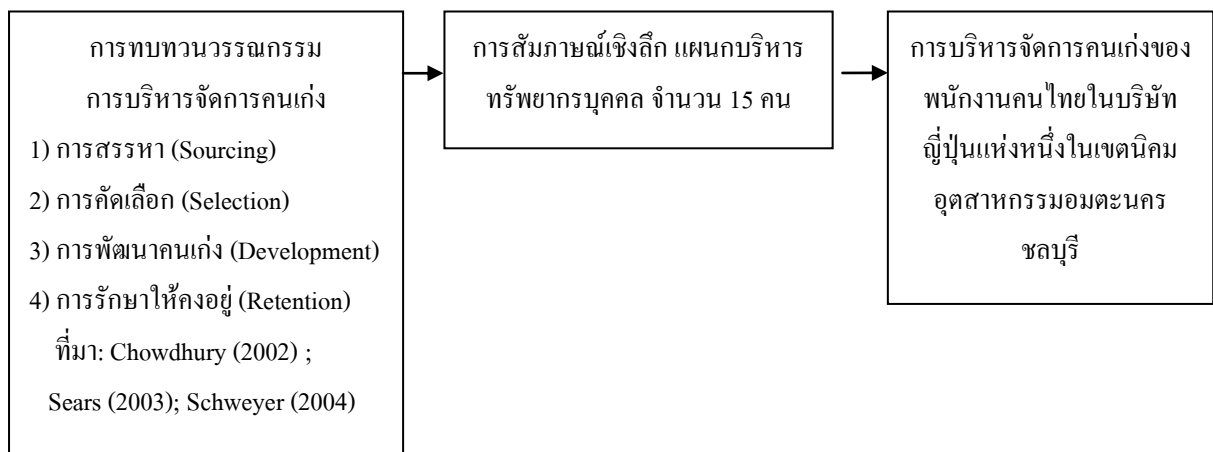 การทบทวนวรรณกรรม
การบริหารจัดการคนเก่ง
1) การสรรหา (Sourcing)
2) การคัดเลือก (Selection)
3) การพัฒนาคนเก่ง (Development)
4) การรักษาให้คงอยู่ (Retention)
ที่มา: Chowdhury (2002) ;
Sears (2003); Schweyer (2004)
การสัมภาษณ์เชิงลึก แผนกบริหาร
ทรัพยากรบุคคล จำนวน 15 คน
การบริหารจัดการคนเก่งของ
พนักงานคนไทยในบริษัท
ญี่ปุ่นแห่งหนึ่งในเขตนิคม
อุตสาหกรรมอมตะนคร
ชลบุรี